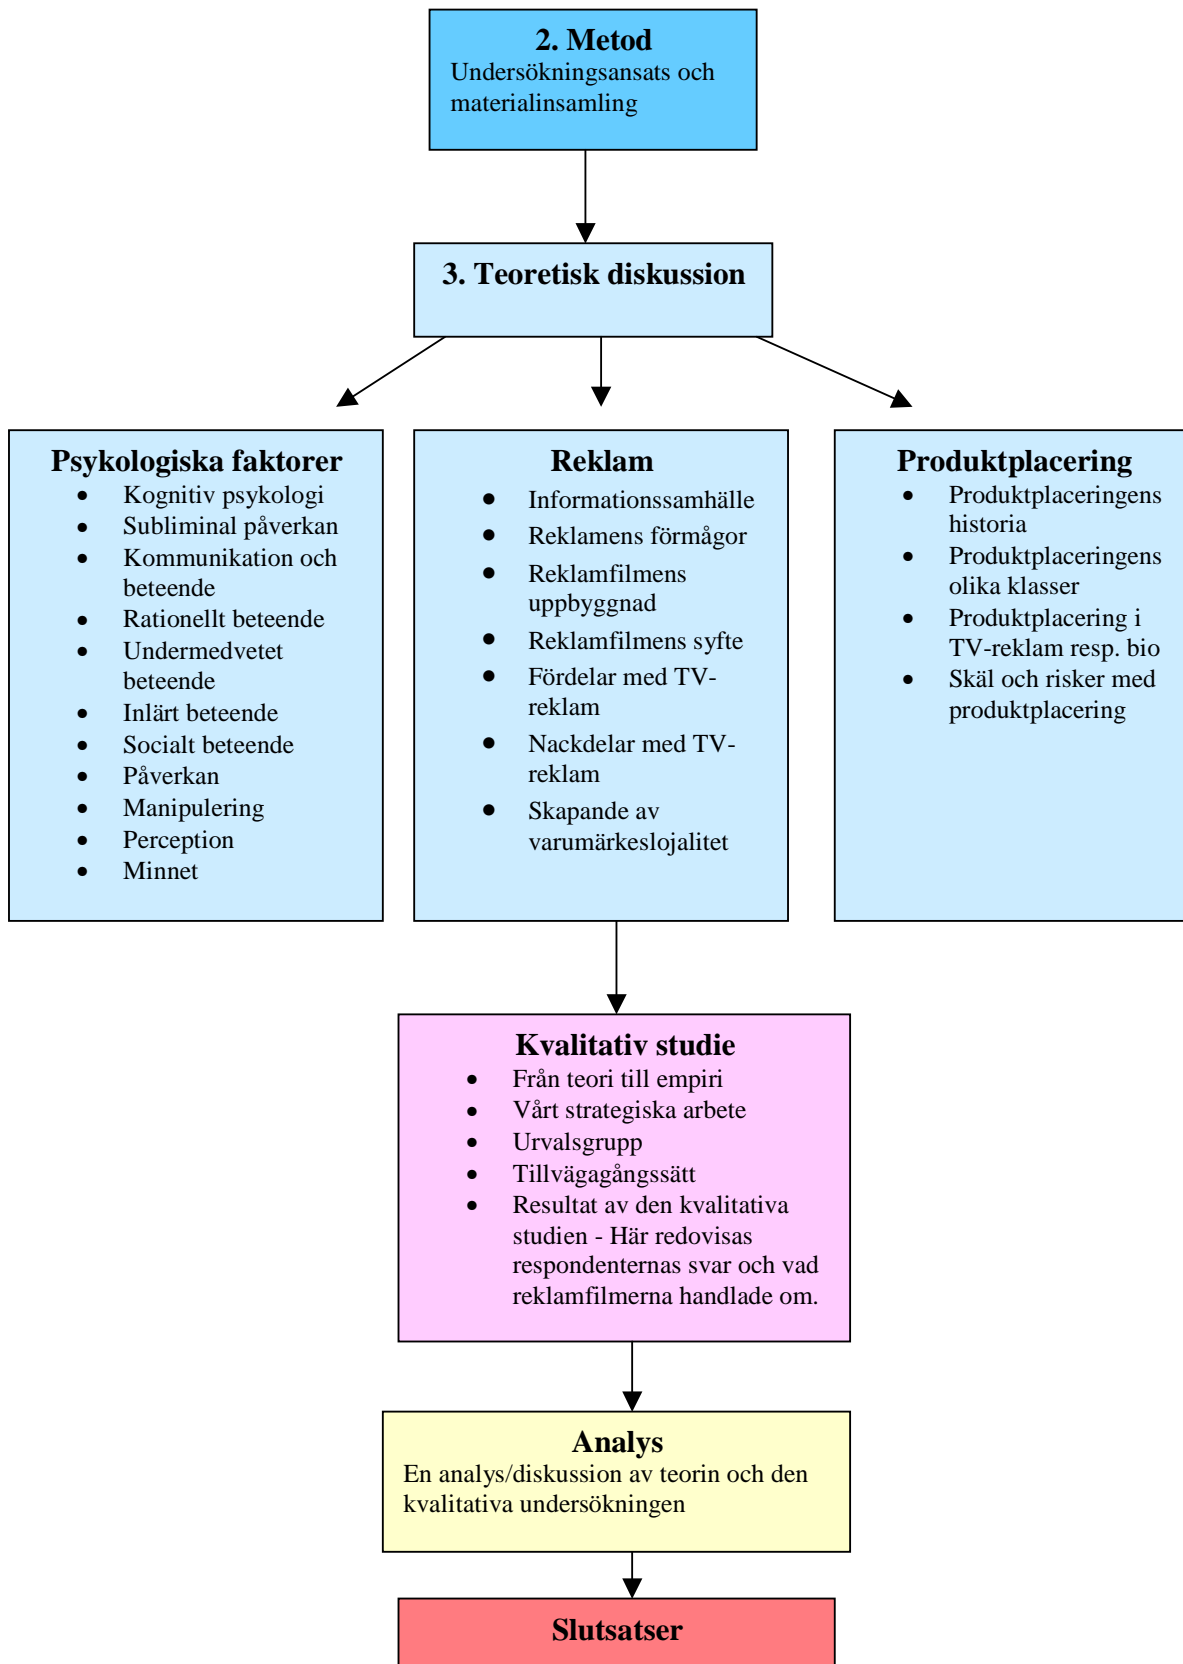 2. Metod
Undersökningsansats och
materialinsamling
3. Teoretisk diskussion
Psykologiska faktorer
• Kognitiv psykologi
• Subliminal påverkan
• Kommunikation och
beteende
• Rationellt beteende
• Undermedvetet
beteende
• Inlärt beteende
• Socialt beteende
• Påverkan
• Manipulering
• Perception
• Minnet
Reklam
• Informationssamhälle
• Reklamens förmågor
• Reklamfilmens
uppbyggnad
• Reklamfilmens syfte
• Fördelar med TV-
reklam
• Nackdelar med TV-
reklam
• Skapande av
varumärkeslojalitet
Produktplacering
• Produktplaceringens
historia
• Produktplaceringens
olika klasser
• Produktplacering i
TV-reklam resp. bio
• Skäl och risker med
produktplacering
Kvalitativ studie
• Från teori till empiri
• Vårt strategiska arbete
• Urvalsgrupp
• Tillvägagångssätt
• Resultat av den kvalitativa
studien - Här redovisas
respondenternas svar och vad
reklamfilmerna handlade om.
Analys
En analys/diskussion av teorin och den
kvalitativa undersökningen
Slutsatser